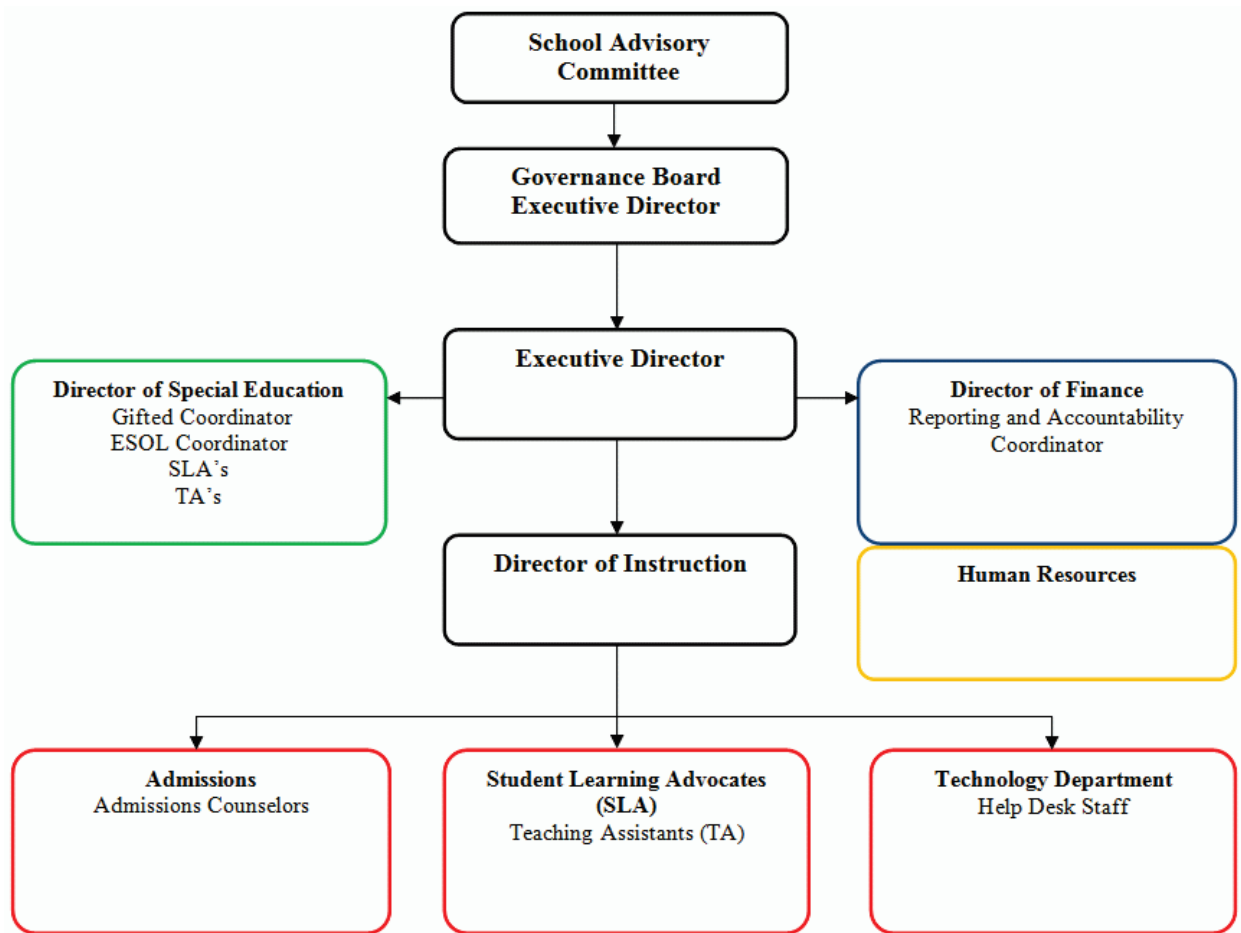 School Advisory
Committee
Governance Board
Executive Director
Executive Director
Director of Special Education
Gifted Coordinator
ESOL Coordinator
SLA's
TA's
Director of Finance
Reporting and Accountability
Coordinator
Director of Instruction
Human Resources
Admissions
Admissions Counselors
Student Learning Advocates
(SLA)
Teaching Assistants (TA)
Technology Department
Help Desk Staff